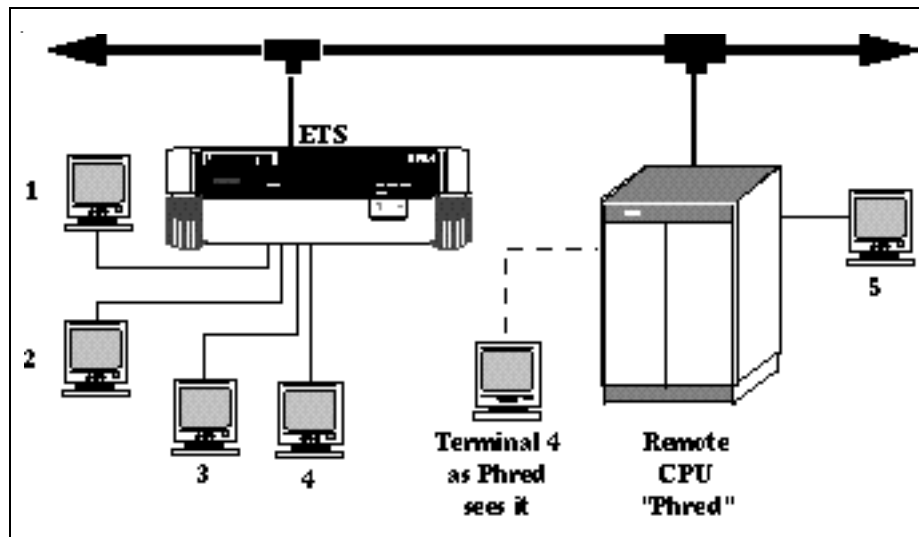 ETS
1
2
3
4
5
Terminal 4
as Phred
sees it
Remote
CPU
"Phred"